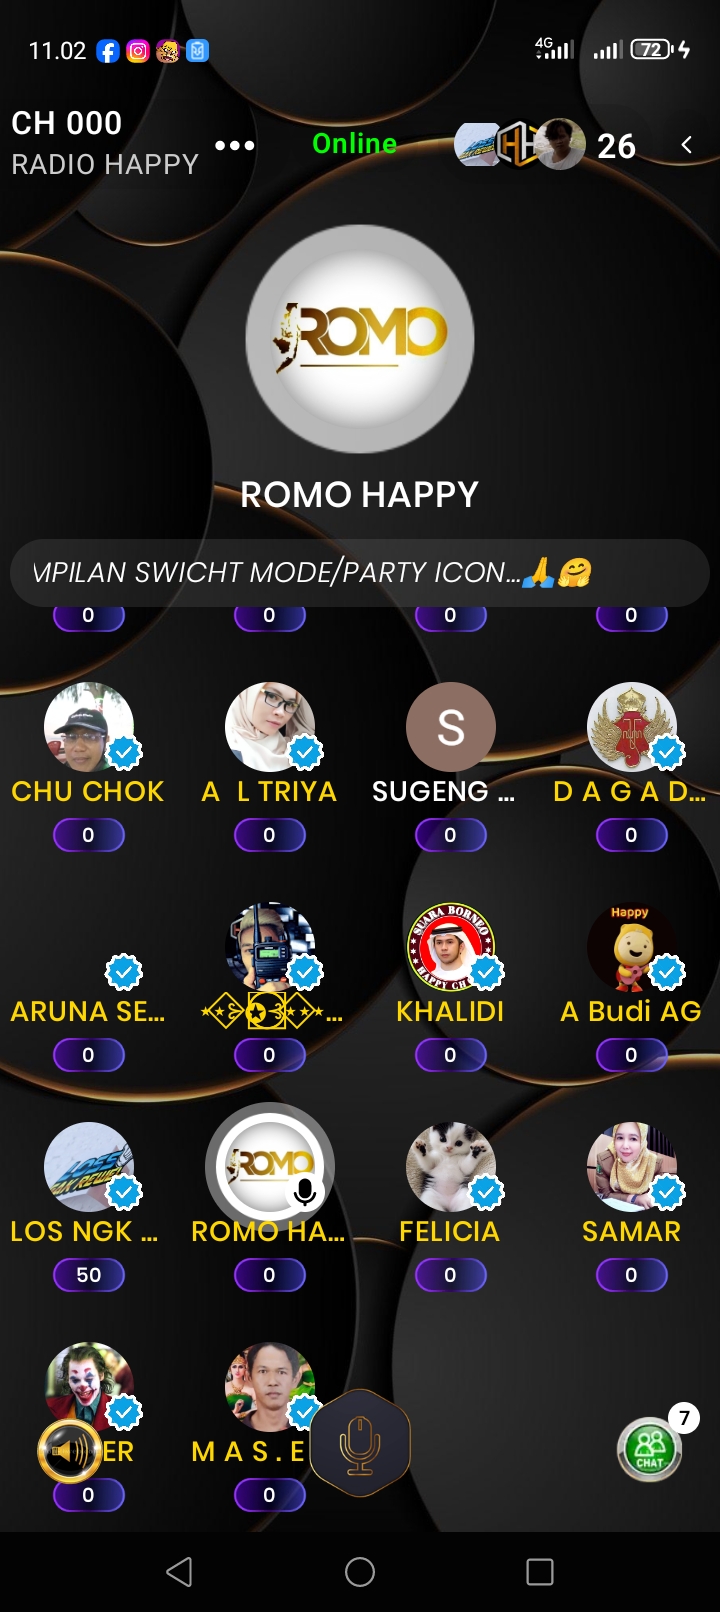 11.02
4G
72
CH 000
RADIO HAPPY
Online
26
ROMO
ROMO HAPPY
MPILAN SWICHT MODE/PARTY ICON...🙏🤗
0 0 0 0
CHU CHOK A L TRIYA SUGENG ... D A G A D...
S
0 0 0 0
SUARA BORNEO
Happy
ARUNA SE... KHALIDI A Budi AG
0 0 0 0
ROMO
LOS NGK ... ROMO HA... FELICIA SAMAR
50 0 0 0
ER M A S . E
7
CHAT
0 0